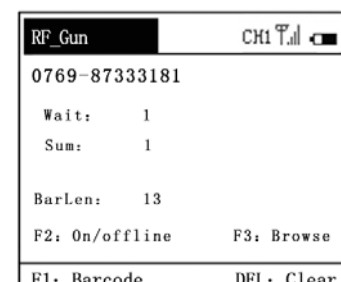 RF_Gun CH1
0769-87333181
Wait: 1
Sum: 1
BarLen: 13
F2: On/offline F3: Browse
F1: Barcode DEL: Clear